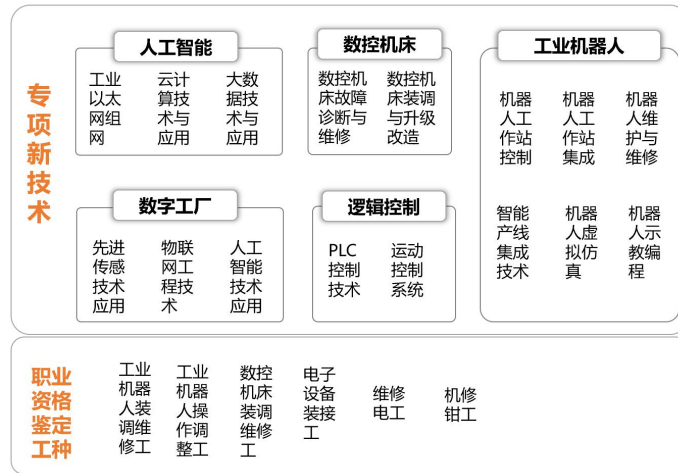 专项新技术
人工智能
工业
以太
网组
网
云计
算技
术与
应用
大数
据技
术与
应用
数控机床
数控机
床故障
诊断与
维修
数控机
床装调
与升级
改造
工业机器人
机器
人工
作站
控制
机器
人工
作站
集成
机器
人维
护与
维修
智能
产线
集成
技术
机器
人虚
拟仿
真
机器
人示
教编
程
数字工厂
先进
传感
技术
应用
物联
网工
程技
术
人工
智能
技术
应用
逻辑控制
PLC
控制
技术
运动
控制
系统
职业
资格
鉴定
工种
工业
机器
人装
调维
修工
工业
机器
人操
作调
整工
数控
机床
装调
维修
工
电子
设备
装接
工
维修
电工
机修
钳工